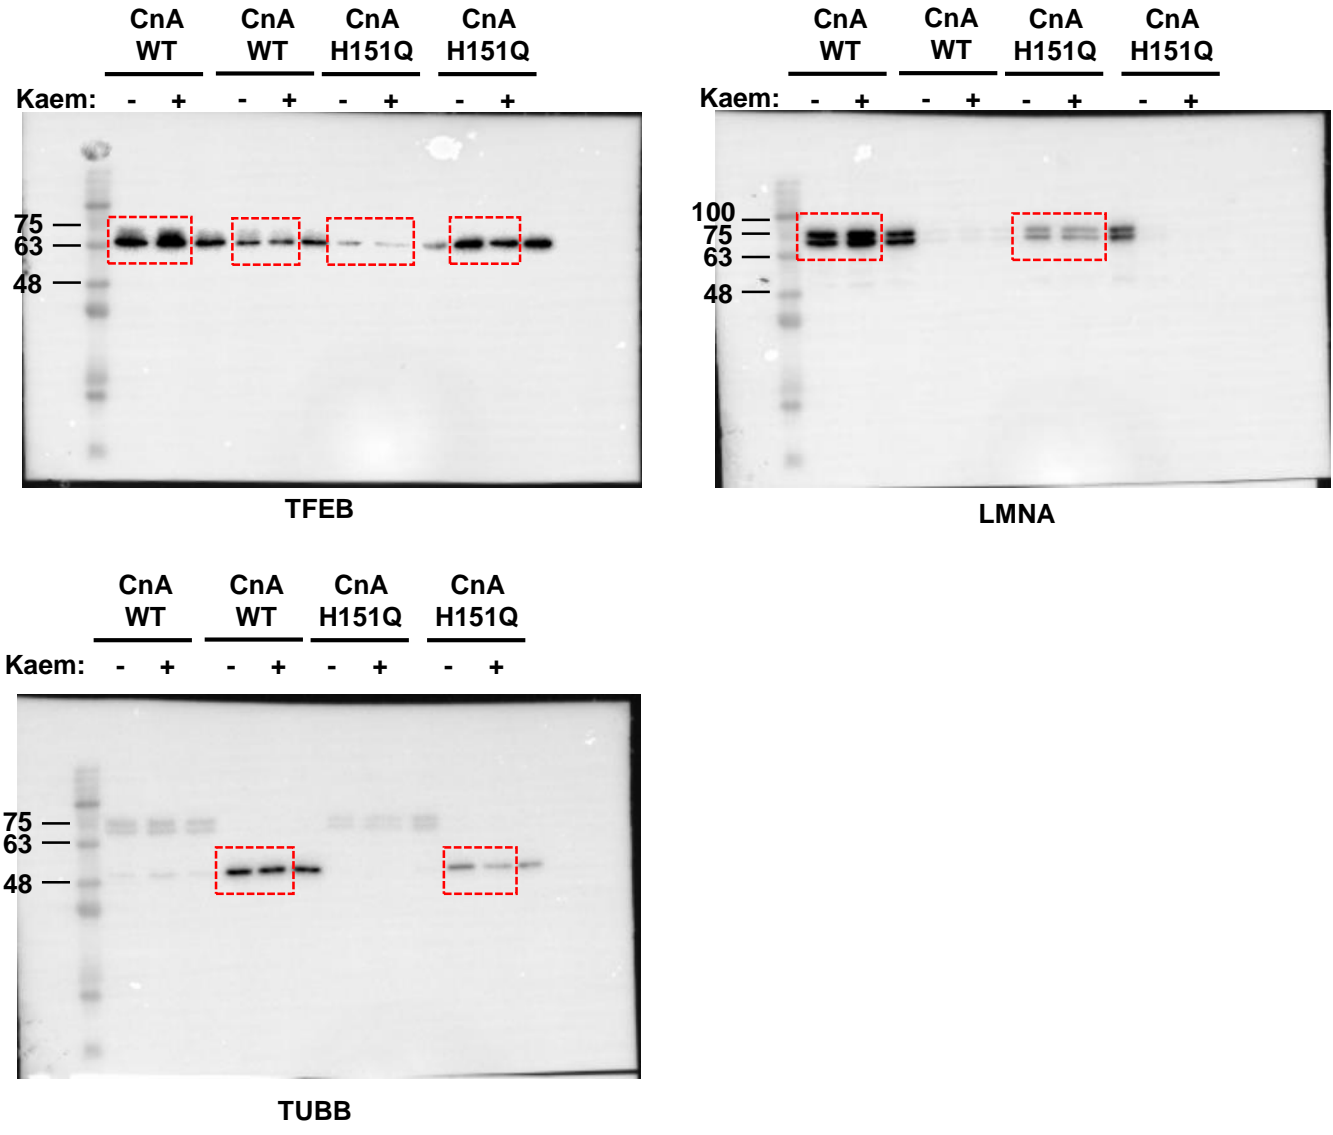 CnA CnA CnA CnA
WT WT H151Q H151Q
Kaem: - + - + - + - +
75
63
48
TFEB
CnA CnA CnA CnA
WT WT H151Q H151Q
Kaem: - + - + - + - +
100
75
63
48
LMNA
CnA CnA CnA CnA
WT WT H151Q H151Q
Kaem: - + - + - + - +
75
63
48
TUBB